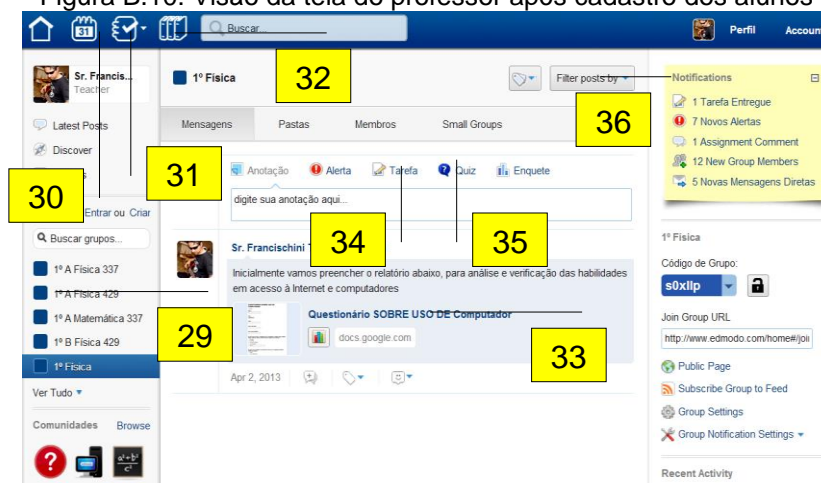 Figura B.10: Visão da tela do professor após cadastro dos alunos
31
Buscar...
Perfil
Account
Sr. Francis...
Teacher
Latest Posts
Discover
30
31
Entrar ou Criar
Buscar grupos...
1º A Física 337
1º A Física 429
1º A Matemática 337
1º B Física 429
1º Física
Ver Tudo
29
Comunidades Browse
?
a²+b²
c²
1º Física
32
Filter posts by
36
Mensagens Pastas Membros Small Groups
Anotação Alerta Tarefa Quiz Enquete
digite sua anotação aqui...
34
35
Sr. Francischini
Inicialmente vamos preencher o relatório abaixo, para análise e verificação das habilidades
em acesso à Internet e computadores
Questionário SOBRE USO DE Computador
docs.google.com
33
Apr 2, 2013
Notifications
1 Tarefa Entregue
7 Novos Alertas
1 Assignment Comment
12 New Group Members
5 Novas Mensagens Diretas
1º Física
Código de Grupo:
s0xllp
Join Group URL
http://www.edmodo.com/home#/joi
Public Page
Subscribe Group to Feed
Group Settings
Group Notification Settings
Recent Activity